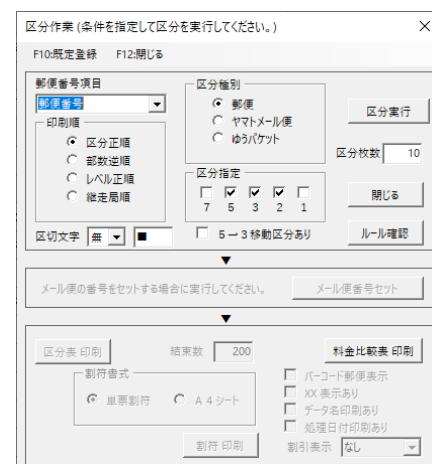 区分作業 (条件を指定して区分を実行してください。)
F10:既定登録 F12:閉じる
郵便番号項目
郵便番号
印刷順
区分正順
部数逆順
レベル正順
継走局順
区切文字 無 ■
区分種別
郵便
ヤマトメール便
ゆうパケット
区分指定
7 5 3 2 1
5→3移動区分あり
区分実行
区分枚数 10
閉じる
ルール確認
▼
メール便の番号をセットする場合に実行してください。 メール便番号セット
▼
区分表 印刷 結束数 200 料金比較表 印刷
割符書式
単票割符 A 4 シート
割符 印刷
バーコード郵便表示
XX 表示あり
データ名印刷あり
処理日付印刷あり
割引表示 なし